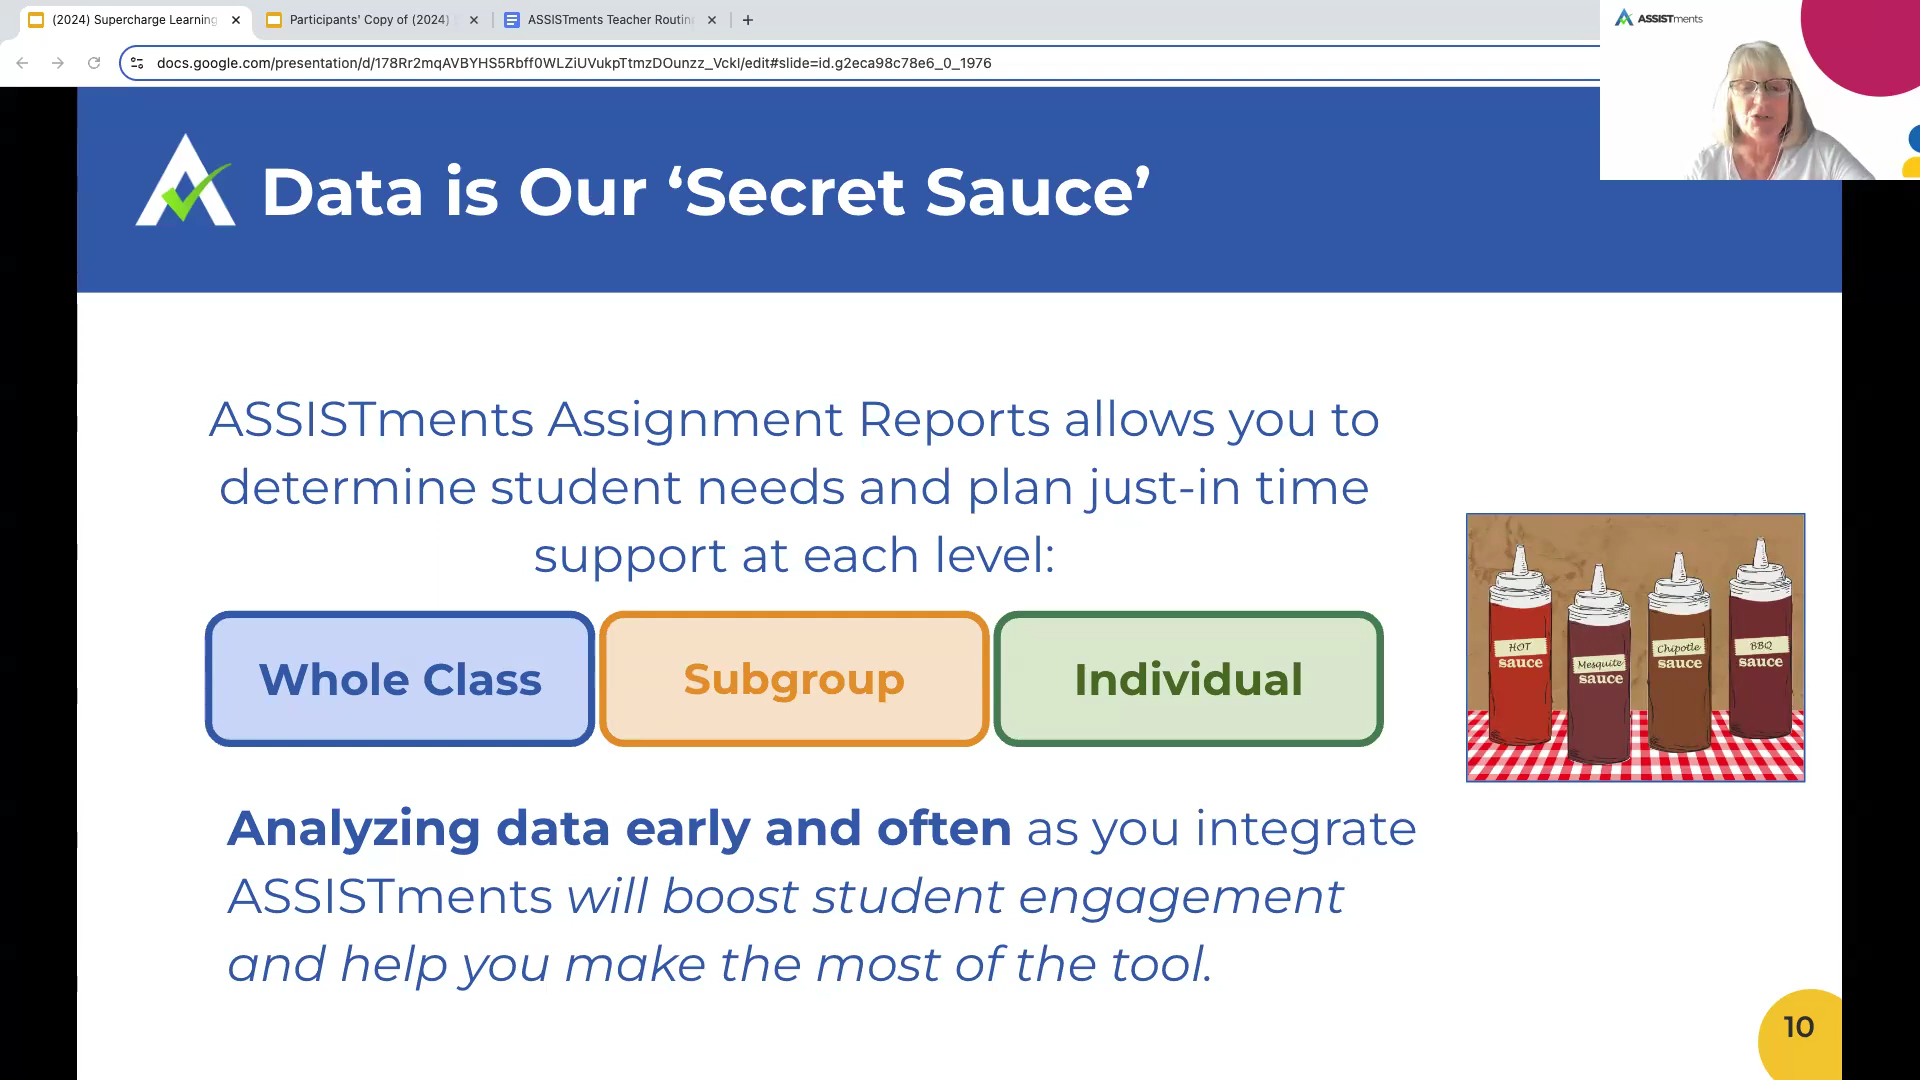 (2024) Supercharge Learning
Participants' Copy of (2024)
ASSISTments Teacher Routin
docs.google.com/presentation/d/178Rr2mqAVBYHS5Rbff0WLZiUVukpTtmzDOunzz_Vckl/edit#slide=id.g2eca98c78e6_0_1976
ASSISTments
Data is Our ‘Secret Sauce’
ASSISTments Assignment Reports allows you to
determine student needs and plan just-in time
support at each level:
Whole Class
Subgroup
Individual
HOT
sauce
Mesquite
sauce
Chipotle
sauce
BBQ
sauce
Analyzing data early and often as you integrate
ASSISTments will boost student engagement
and help you make the most of the tool.
10